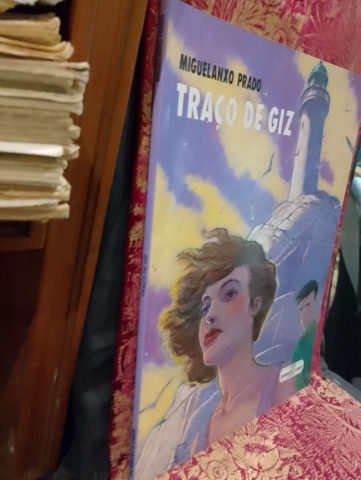 MIGUELANXO PRADO
TRAÇO DE GIZ